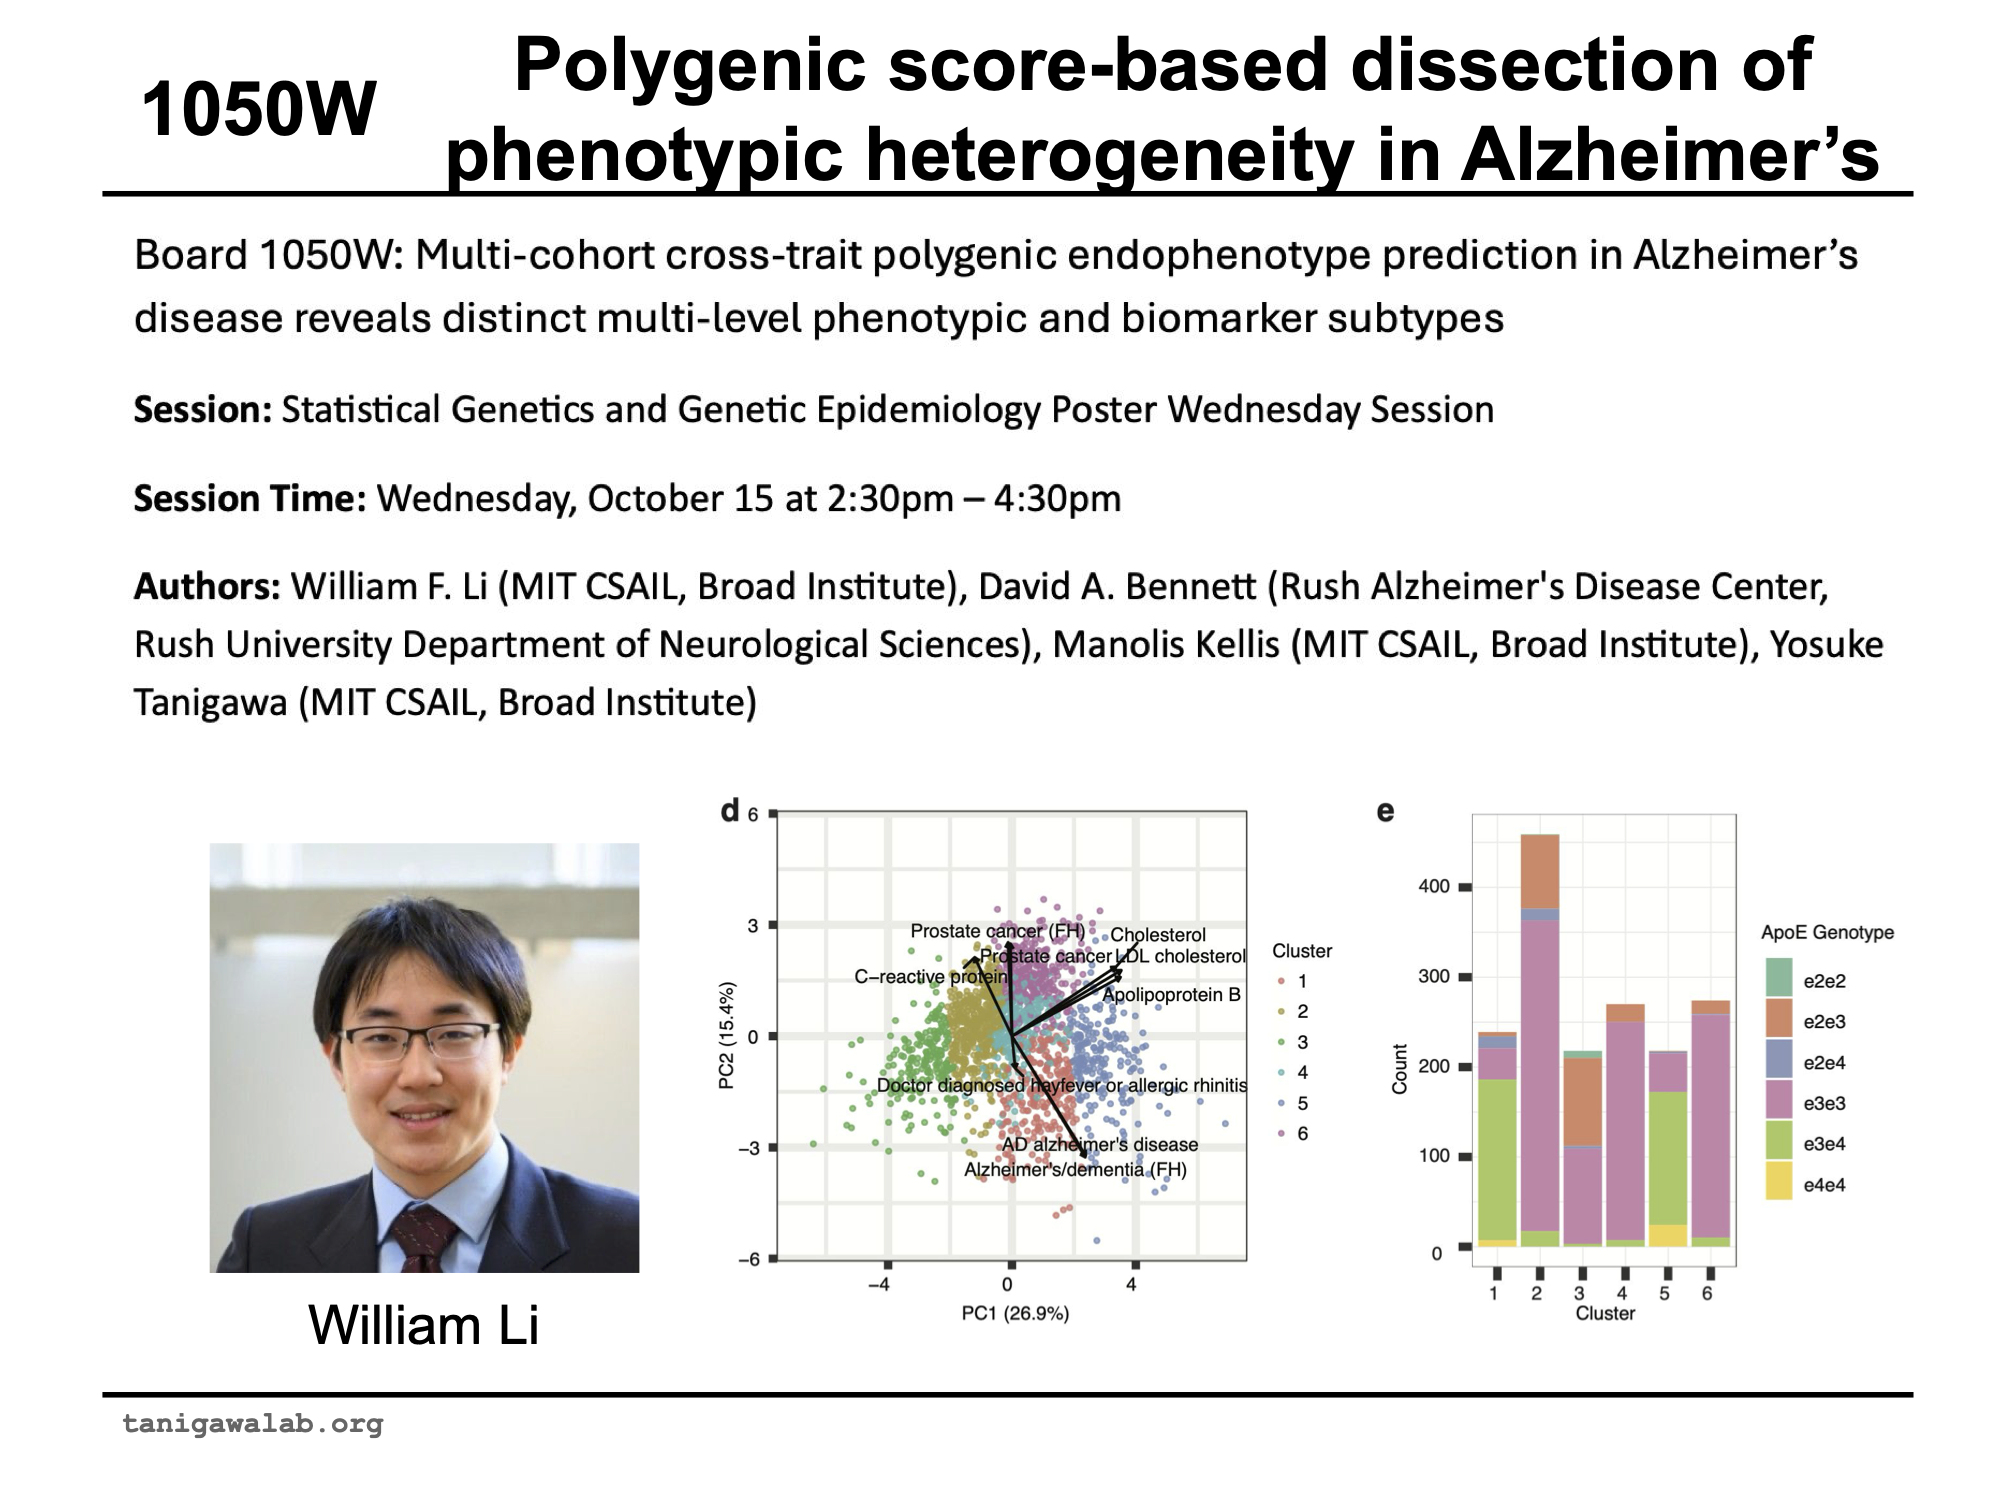 1050W
Polygenic score-based dissection of
phenotypic heterogeneity in Alzheimer’s
Board 1050W: Multi-cohort cross-trait polygenic endophenotype prediction in Alzheimer’s
disease reveals distinct multi-level phenotypic and biomarker subtypes
Session: Statistical Genetics and Genetic Epidemiology Poster Wednesday Session
Session Time: Wednesday, October 15 at 2:30pm – 4:30pm
Authors: William F. Li (MIT CSAIL, Broad Institute), David A. Bennett (Rush Alzheimer's Disease Center,
Rush University Department of Neurological Sciences), Manolis Kellis (MIT CSAIL, Broad Institute), Yosuke
Tanigawa (MIT CSAIL, Broad Institute)
William Li
d
6
3
0
−3
−6
PC2 (15.4%)
Prostate cancer (FH)
Cholesterol
Prostate cancer
LDL cholesterol
C−reactive protein
Apolipoprotein B
Doctor diagnosed hayfever or allergic rhinitis
AD alzheimer's disease
Alzheimer's/dementia (FH)
−4
0
4
PC1 (26.9%)
Cluster
1
2
3
4
5
6
e
400
300
200
100
0
Count
1
2
3
4
5
6
Cluster
ApoE Genotype
e2e2
e2e3
e2e4
e3e3
e3e4
e4e4
tanigawalab.org